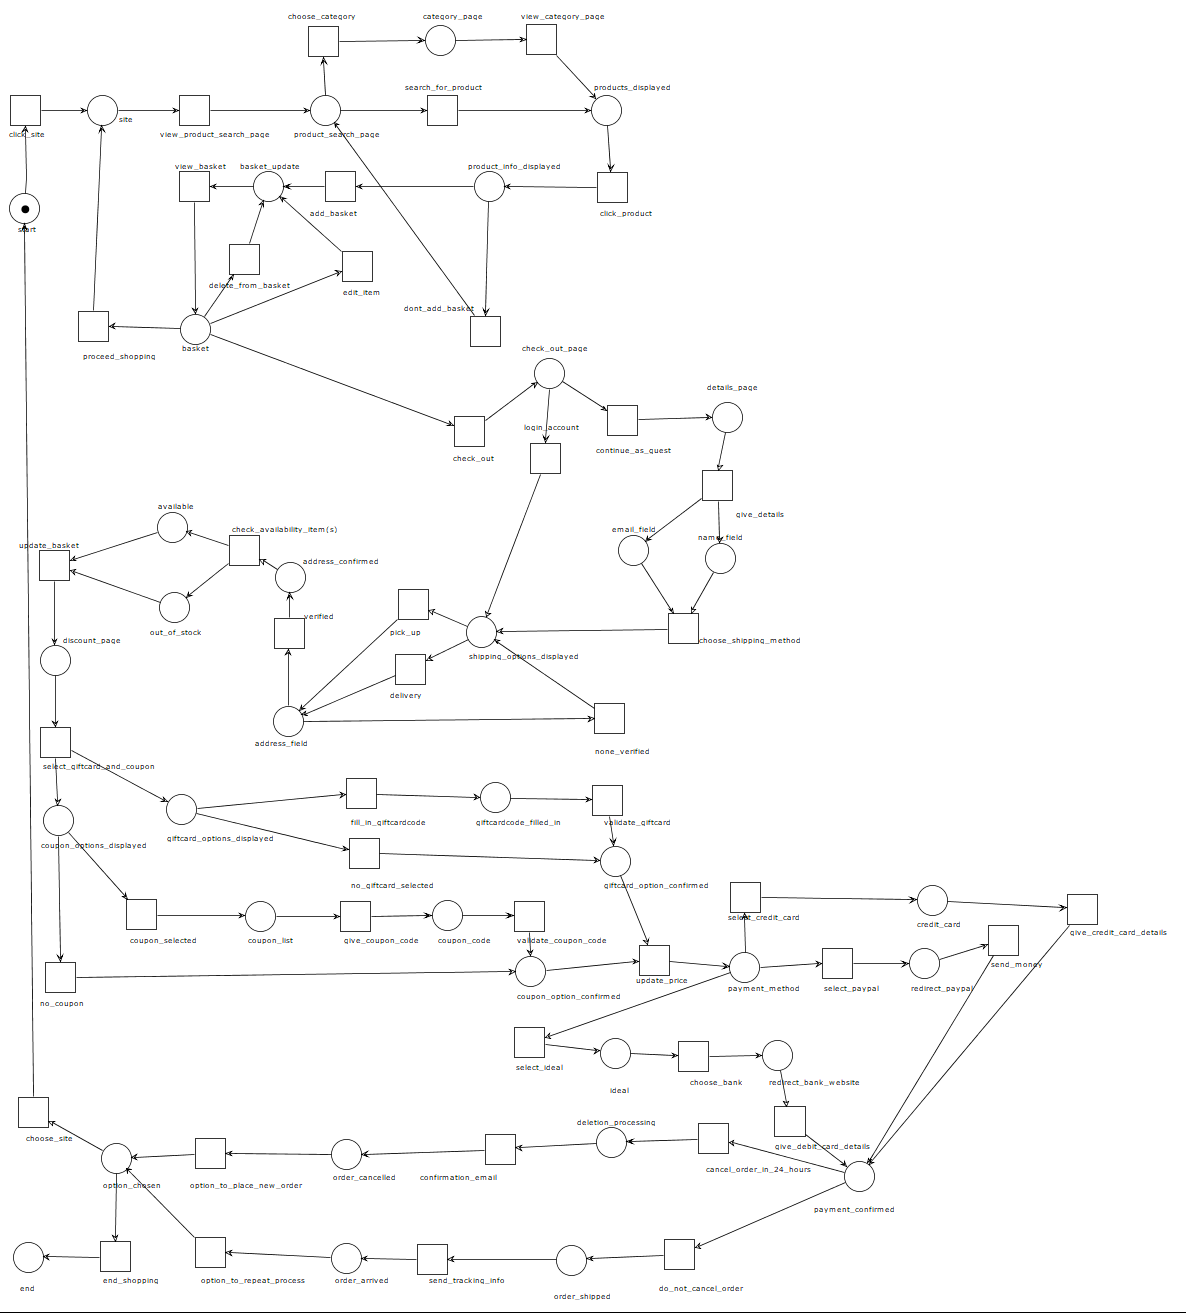 choose_category
category_page
view_category_page
search_for_product
products_displayed
click_site
site
view_product_search_page
product_search_page
view_basket
basket_update
product_info_displayed
add_basket
click_product
start
delete_from_basket
edit_item
dont_add_basket
proceed_shopping
basket
check_out_page
details_page
login_account
continue_as_quest
check_out
available
give_details
check_availability_item(s)
email_field
name_field
update_basket
address_confirmed
verified
out_of_stock
pick_up
choose_shipping_method
discount_page
shipping_options_displayed
delivery
address_field
none_verified
select_giftcard_and_coupon
fill_in_giftcardcode
giftcardcode_filled_in
validate_giftcard
giftcard_options_displayed
coupon_options_displayed
no_giftcard_selected
giftcard_option_confirmed
select_credit_card
credit_card
give_credit_card_details
coupon_selected
coupon_list
give_coupon_code
coupon_code
validate_coupon_code
send_money
update_price
payment_method
select_paypal
redirect_paypal
no_coupon
coupon_option_confirmed
select_ideal
ideal
choose_bank
redirect_bank_website
deletion_processing
choose_site
give_debit_card_details
cancel_order_in_24_hours
option_chosen
option_to_place_new_order
order_cancelled
confirmation_email
payment_confirmed
end
end_shopping
option_to_repeat_process
order_arrived
send_tracking_info
order_shipped
do_not_cancel_order